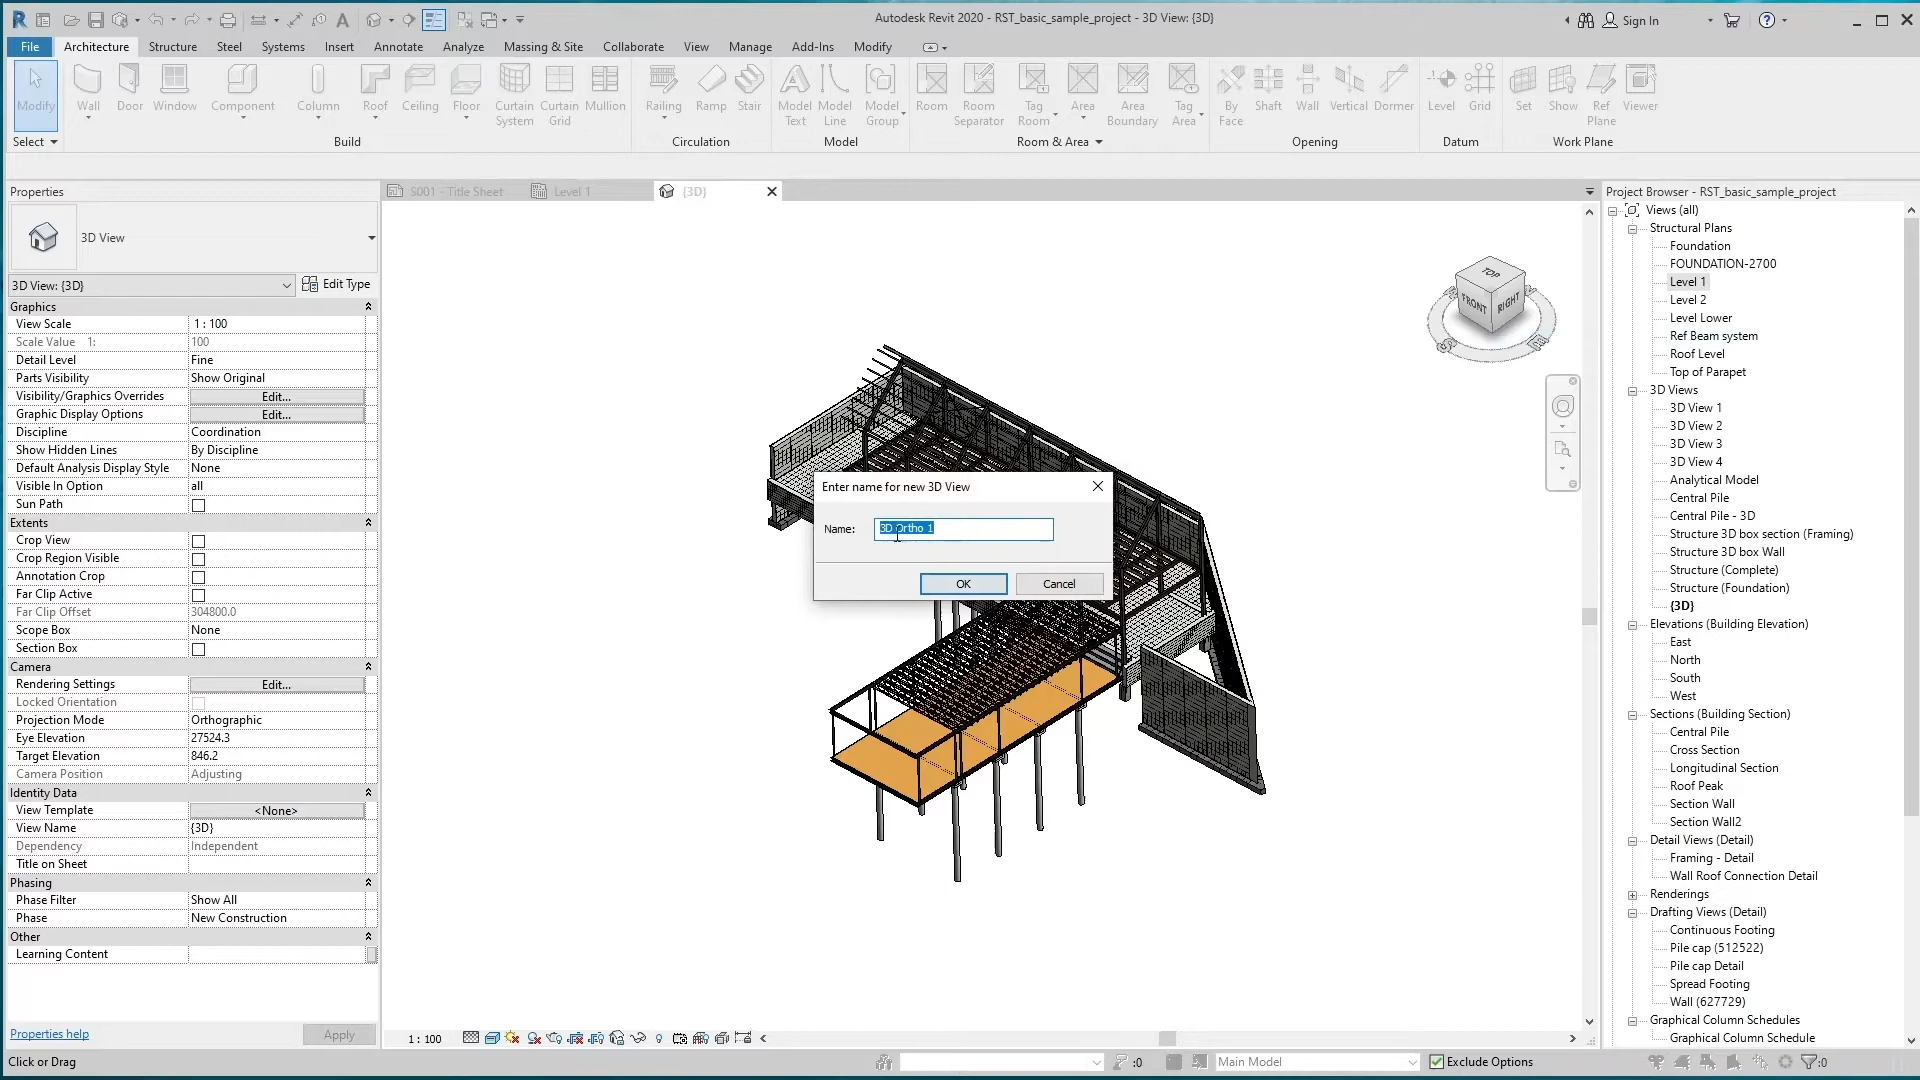 Autodesk Revit 2020 - RST_basic_sample_project - 3D View: {3D}
Sign In
File Architecture Structure Steel Systems Insert Annotate Analyze Massing & Site Collaborate View Manage Add-Ins Modify
Modify Wall Door Window Component Column Roof Ceiling Floor Curtain System Curtain Grid Mullion Railing Ramp Stair Model Text Model Line Model Group Room Room Separator Tag Room Area Area Boundary Tag Area By Face Shaft Wall Vertical Dormer Level Grid Set Show Ref Plane Viewer
Select Build Circulation Model Room & Area Opening Datum Work Plane
Properties
3D View
3D View: {3D} Edit Type
Graphics
View Scale 1 : 100
Scale Value 1: 100
Detail Level Fine
Parts Visibility Show Original
Visibility/Graphics Overrides Edit...
Graphic Display Options Edit...
Discipline Coordination
Show Hidden Lines By Discipline
Default Analysis Display Style None
Visible In Option all
Sun Path
Extents
Crop View
Crop Region Visible
Annotation Crop
Far Clip Active
Far Clip Offset 304800.0
Scope Box None
Section Box
Camera
Rendering Settings Edit...
Locked Orientation
Projection Mode Orthographic
Eye Elevation 27524.3
Target Elevation 846.2
Camera Position Adjusting
Identity Data
View Template <None>
View Name {3D}
Dependency Independent
Title on Sheet
Phasing
Phase Filter Show All
Phase New Construction
Other
Learning Content
Properties help Apply
S001 - Title Sheet Level 1 {3D}
TOP
FRONT RIGHT
S E
Enter name for new 3D View
Name: 3D Ortho 1
OK Cancel
1 : 100
Project Browser - RST_basic_sample_project
Views (all)
Structural Plans
Foundation
FOUNDATION-2700
Level 1
Level 2
Level Lower
Ref Beam system
Roof Level
Top of Parapet
3D Views
3D View 1
3D View 2
3D View 3
3D View 4
Analytical Model
Central Pile
Central Pile - 3D
Structure 3D box section (Framing)
Structure 3D box Wall
Structure (Complete)
Structure (Foundation)
{3D}
Elevations (Building Elevation)
East
North
South
West
Sections (Building Section)
Central Pile
Cross Section
Longitudinal Section
Roof Peak
Section Wall
Section Wall2
Detail Views (Detail)
Framing - Detail
Wall Roof Connection Detail
Renderings
Drafting Views (Detail)
Continuous Footing
Pile cap (512522)
Pile cap Detail
Spread Footing
Wall (627729)
Graphical Column Schedules
Graphical Column Schedule
Click or Drag :0 Main Model Exclude Options :0